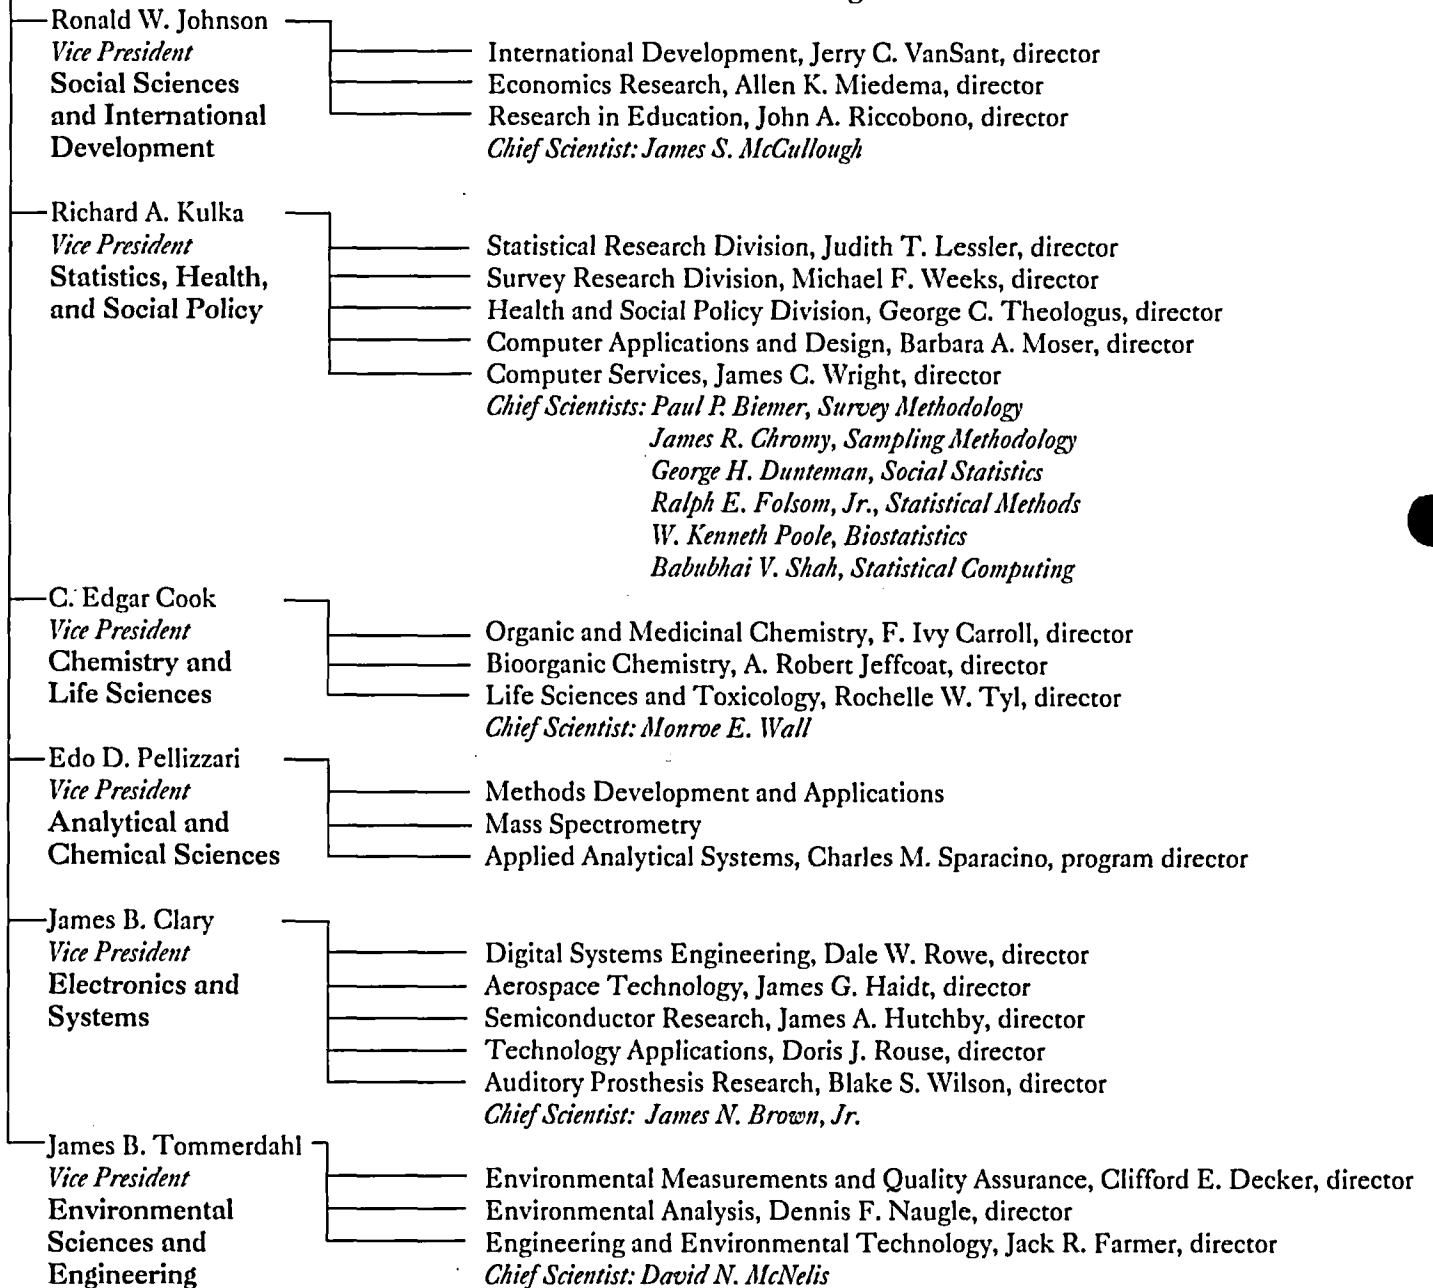 Ronald W. Johnson
Vice President
Social Sciences
and International
Development
International Development, Jerry C. VanSant, director
Economics Research, Allen K. Miedema, director
Research in Education, John A. Riccobono, director
Chief Scientist: James S. McCullough
Richard A. Kulka
Vice President
Statistics, Health,
and Social Policy
Statistical Research Division, Judith T. Lessler, director
Survey Research Division, Michael F. Weeks, director
Health and Social Policy Division, George C. Theologus, director
Computer Applications and Design, Barbara A. Moser, director
Computer Services, James C. Wright, director
Chief Scientists: Paul P. Biemer, Survey Methodology
James R. Chromy, Sampling Methodology
George H. Dunteman, Social Statistics
Ralph E. Folsom, Jr., Statistical Methods
W. Kenneth Poole, Biostatistics
Babubhai V. Shah, Statistical Computing
C. Edgar Cook
Vice President
Chemistry and
Life Sciences
Organic and Medicinal Chemistry, F. Ivy Carroll, director
Bioorganic Chemistry, A. Robert Jeffcoat, director
Life Sciences and Toxicology, Rochelle W. Tyl, director
Chief Scientist: Monroe E. Wall
Edo D. Pellizzari
Vice President
Analytical and
Chemical Sciences
Methods Development and Applications
Mass Spectrometry
Applied Analytical Systems, Charles M. Sparacino, program director
James B. Clary
Vice President
Electronics and
Systems
Digital Systems Engineering, Dale W. Rowe, director
Aerospace Technology, James G. Haidt, director
Semiconductor Research, James A. Hutchby, director
Technology Applications, Doris J. Rouse, director
Auditory Prosthesis Research, Blake S. Wilson, director
Chief Scientist: James N. Brown, Jr.
James B. Tommerdahl
Vice President
Environmental
Sciences and
Engineering
Environmental Measurements and Quality Assurance, Clifford E. Decker, director
Environmental Analysis, Dennis F. Naugle, director
Engineering and Environmental Technology, Jack R. Farmer, director
Chief Scientist: David N. McNelis